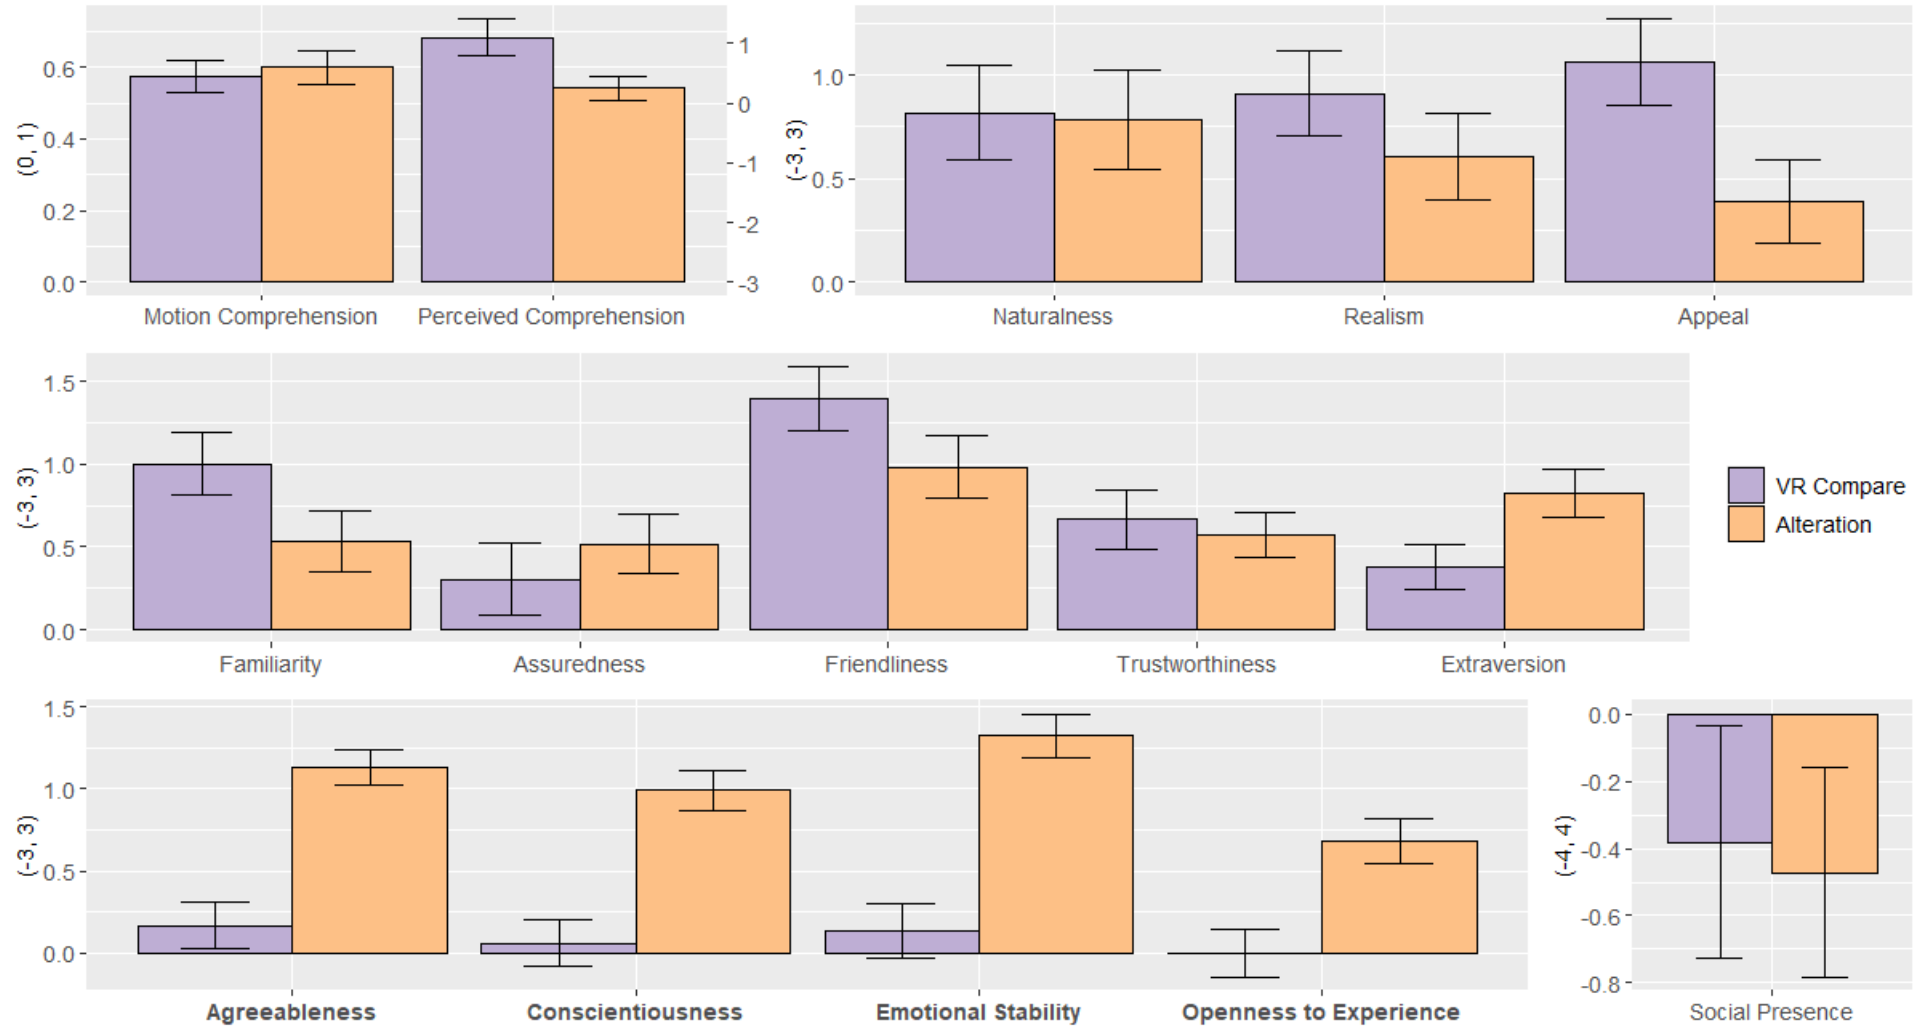 (0, 1)
0.6
0.4
0.2
0.0
1
0
-1
-2
-3
Motion Comprehension
Perceived Comprehension
(-3, 3)
1.0
0.5
0.0
Naturalness
Realism
Appeal
(-3, 3)
1.5
1.0
0.5
0.0
Familiarity
Assuredness
Friendliness
Trustworthiness
Extraversion
VR Compare
Alteration
(-3, 3)
1.5
1.0
0.5
0.0
Agreeableness
Conscientiousness
Emotional Stability
Openness to Experience
(-4, 4)
0.0
-0.2
-0.4
-0.6
-0.8
Social Presence